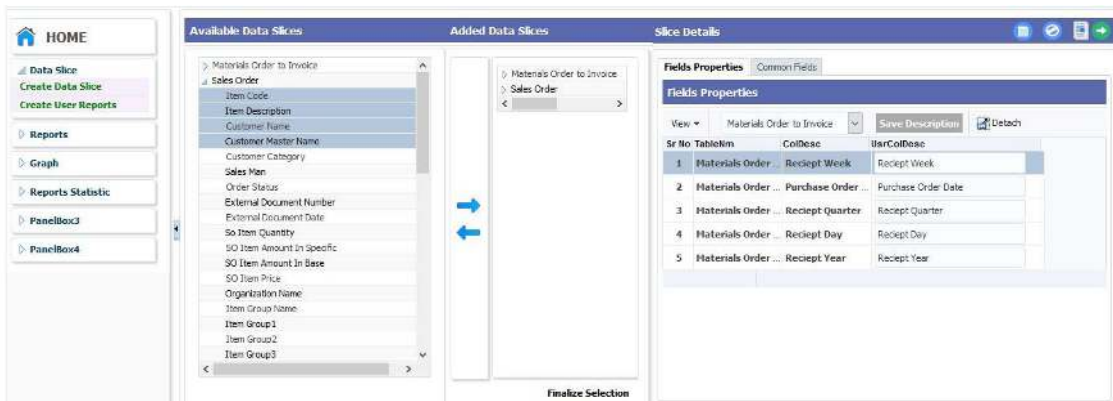 HOME
Data Slice
Create Data Slice
Create User Reports
Reports
Graph
Reports Statistic
PanelBox3
PanelBox4
Available Data Slices
Materials Order to Invoice
Sales Order
Item Code
Item Description
Customer Name
Customer Master Name
Customer Category
Sales Man
Order Status
External Document Number
External Document Date
So Item Quantity
SO Item Amount In Specific
SO Item Amount In Base
SO Item Price
Organization Name
Item Group Name
Item Group1
Item Group2
Item Group3
Added Data Slices
Materials Order to Invoice
Sales Order
Finalize Selection
Slice Details
Fields Properties Common Fields
Fields Properties
View Materials Order to Invoice Save Description Detach
Sr No TableNm ColDesc UsrColDesc
1 Materials Order ... Reciept Week Reciept Week
2 Materials Order ... Purchase Order ... Purchase Order Date
3 Materials Order ... Reciept Quarter Reciept Quarter
4 Materials Order ... Reciept Day Reciept Day
5 Materials Order ... Reciept Year Reciept Year